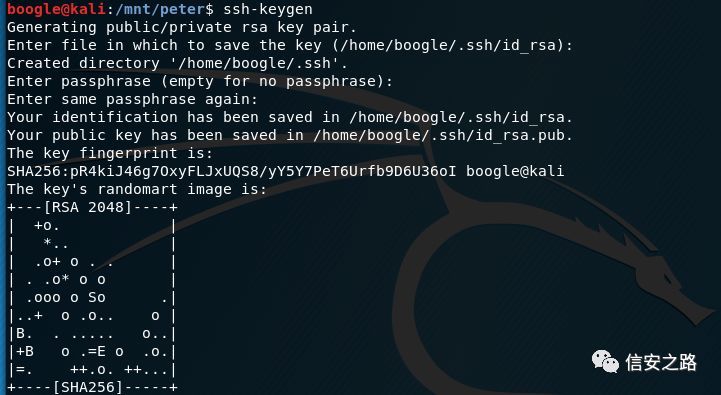 boogle@kali:/mnt/peter$ ssh-keygen
Generating public/private rsa key pair.
Enter file in which to save the key (/home/boogle/.ssh/id_rsa):
Created directory '/home/boogle/.ssh'.
Enter passphrase (empty for no passphrase):
Enter same passphrase again:
Your identification has been saved in /home/boogle/.ssh/id_rsa.
Your public key has been saved in /home/boogle/.ssh/id_rsa.pub.
The key fingerprint is:
SHA256:pR4kiJ46g7OxyFLJxUQS8/yY5Y7PeT6Urfb9D6U36oI boogle@kali
The key's randomart image is:
+---[RSA 2048]----+
|   +o.           |
|    *..          |
|   .o+ o . .     |
| . .o* o o       |
| .ooo o So      .|
|..+  o .o..    o |
|B.  . .....   o..|
|+B   o .=E o  .o.|
|=.    ++.o. ++...|
+----[SHA256]-----+
信安之路